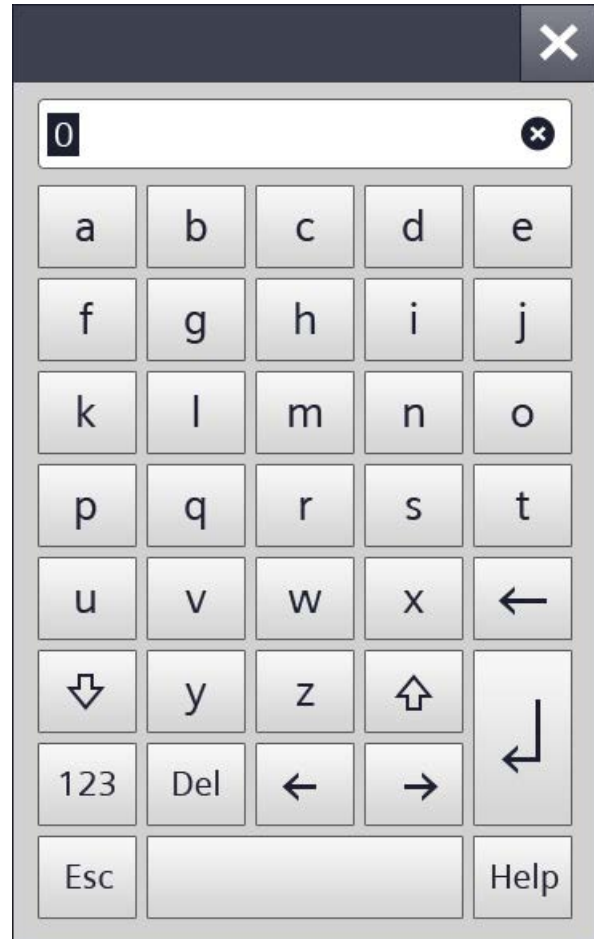 0
a b c d e
f g h i j
k l m n o
p q r s t
u v w x ←
y z
123 Del ← →
Esc Help